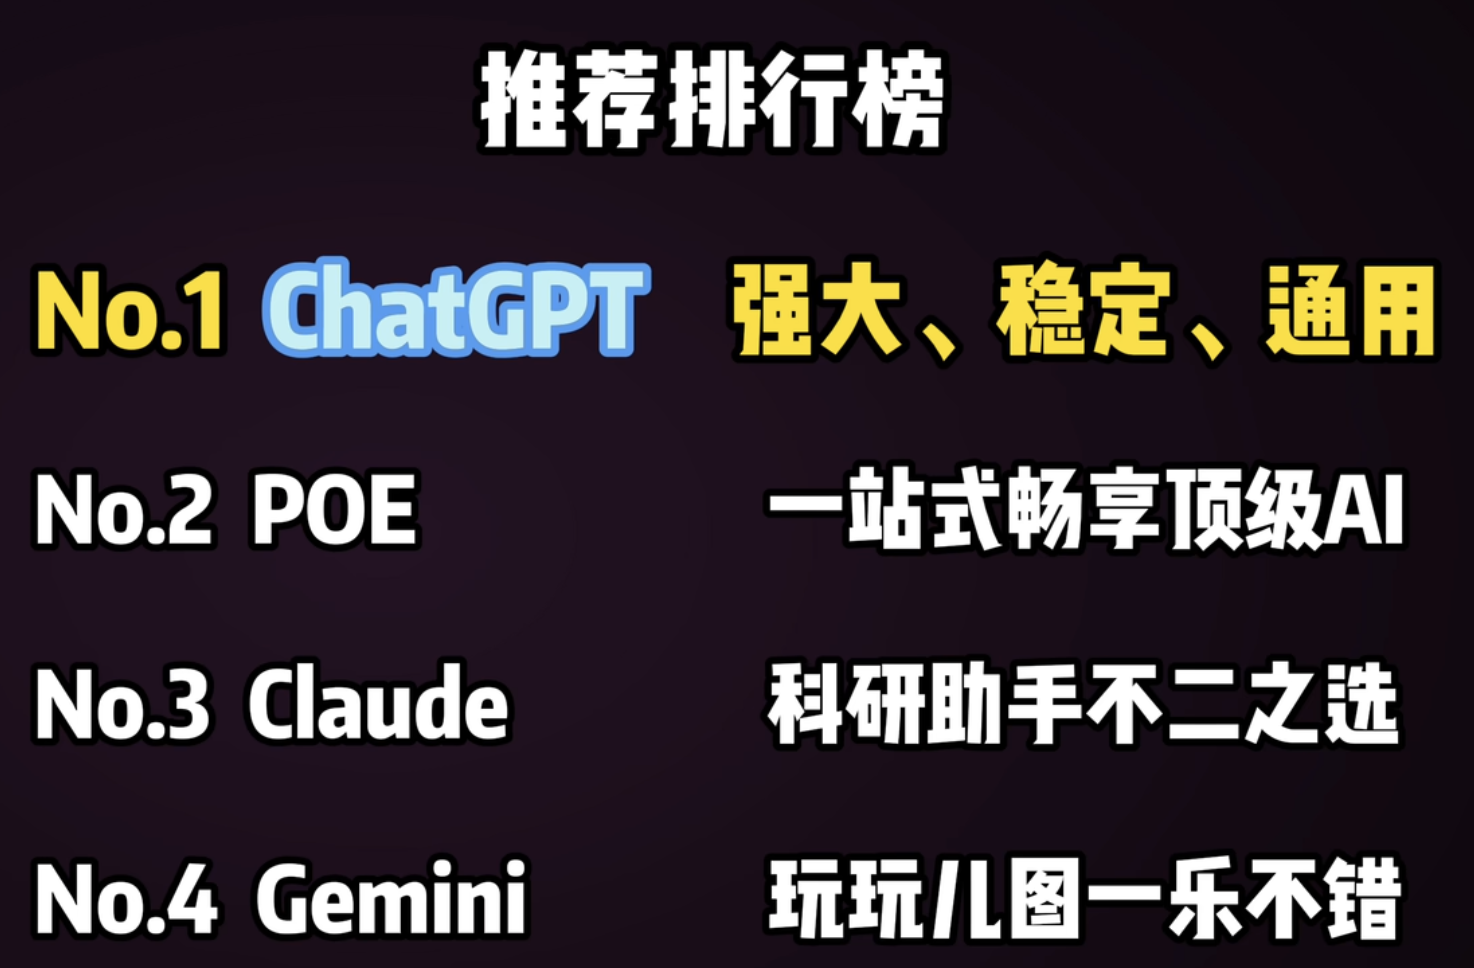 推荐排行榜
No.1 ChatGPT 强大、稳定、通用
No.2 POE 一站式畅享顶级AI
No.3 Claude 科研助手不二之选
No.4 Gemini 玩玩儿图一乐不错